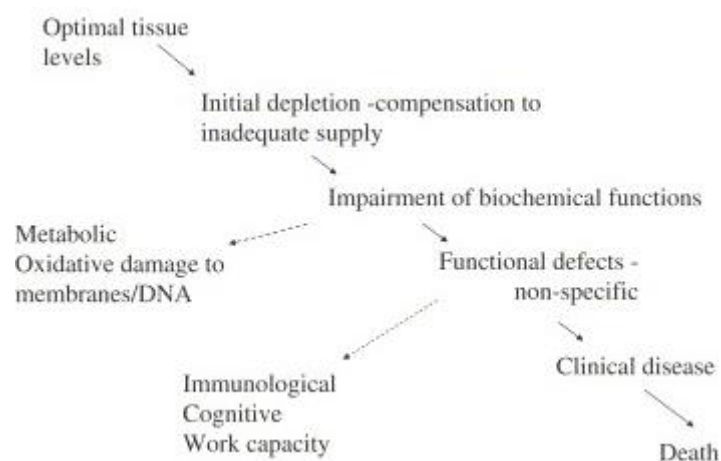 Optimal tissue
levels
Initial depletion -compensation to
inadequate supply
Impairment of biochemical functions
Metabolic
Oxidative damage to
membranes/DNA
Functional defects -
non-specific
Immunological
Cognitive
Work capacity
Clinical disease
Death